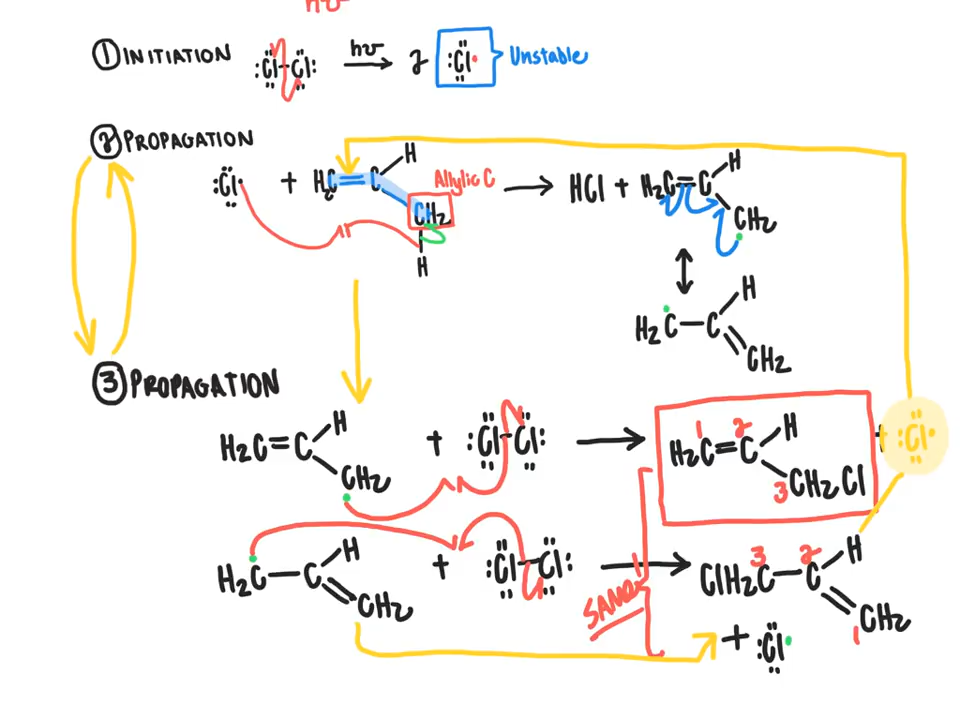 hν
① INITIATION :Cl-Cl: hν → 2 :Cl· Unstable
② PROPAGATION
:Cl· + H₂C=C H CH₂ H Allylic C → HCl + H₂C=C H CH₂
H₂C-C H CH₂
③ PROPAGATION
H₂C=C H CH₂ + :Cl-Cl: → 1 2 H₂C=C H 3 CH₂Cl + :Cl·
H₂C-C H CH₂ + :Cl-Cl: → 3 2 ClH₂C-C H 1 CH₂
SAME!
+ :Cl·